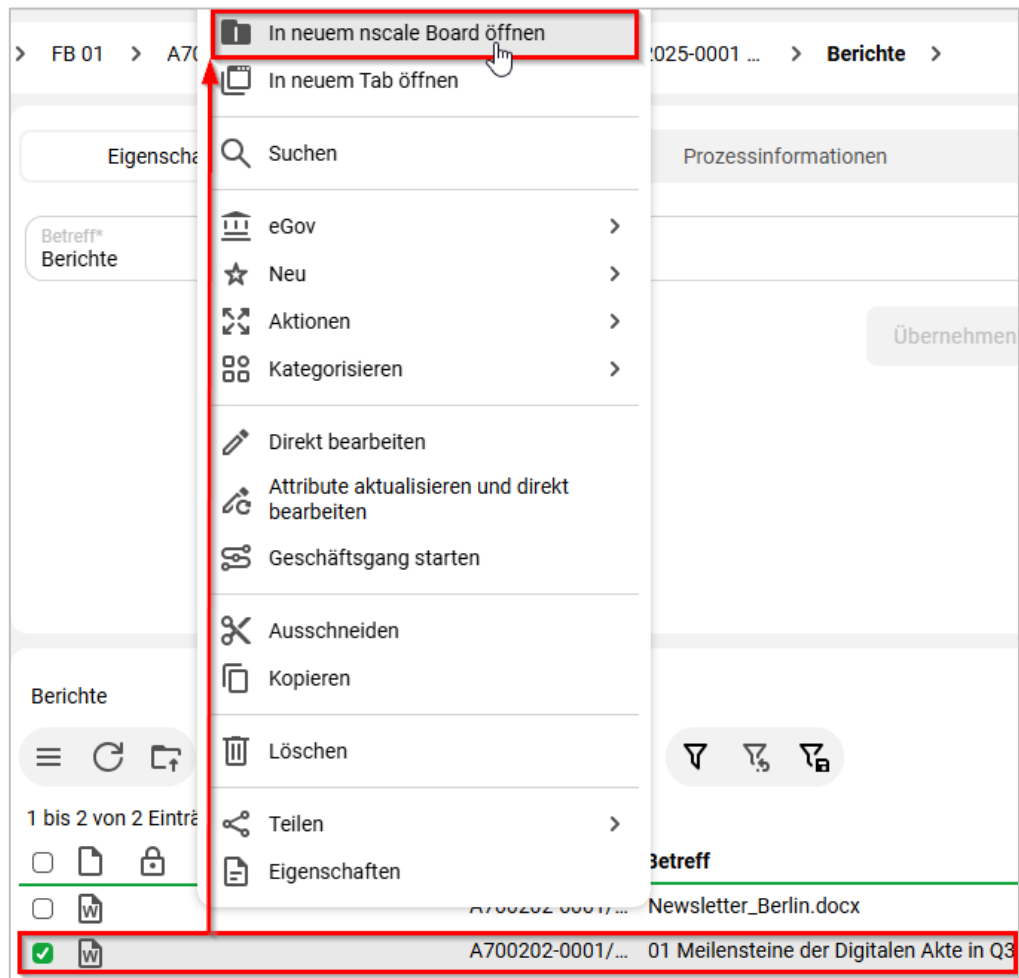 In neuem nscale Board öffnen
FB 01 A70 2025-0001 ... Berichte
In neuem Tab öffnen
Suchen
Eigenscha Prozessinformationen
eGov
Betreff*
Berichte
Neu
Aktionen
Übernehmen
Kategorisieren
Direkt bearbeiten
Attribute aktualisieren und direkt
bearbeiten
Geschäftsgang starten
Ausschneiden
Kopieren
Berichte
Löschen
1 bis 2 von 2 Einträ
Teilen
Eigenschaften
Betreff
A700202-0001/... Newsletter_Berlin.docx
A700202-0001/... 01 Meilensteine der Digitalen Akte in Q3